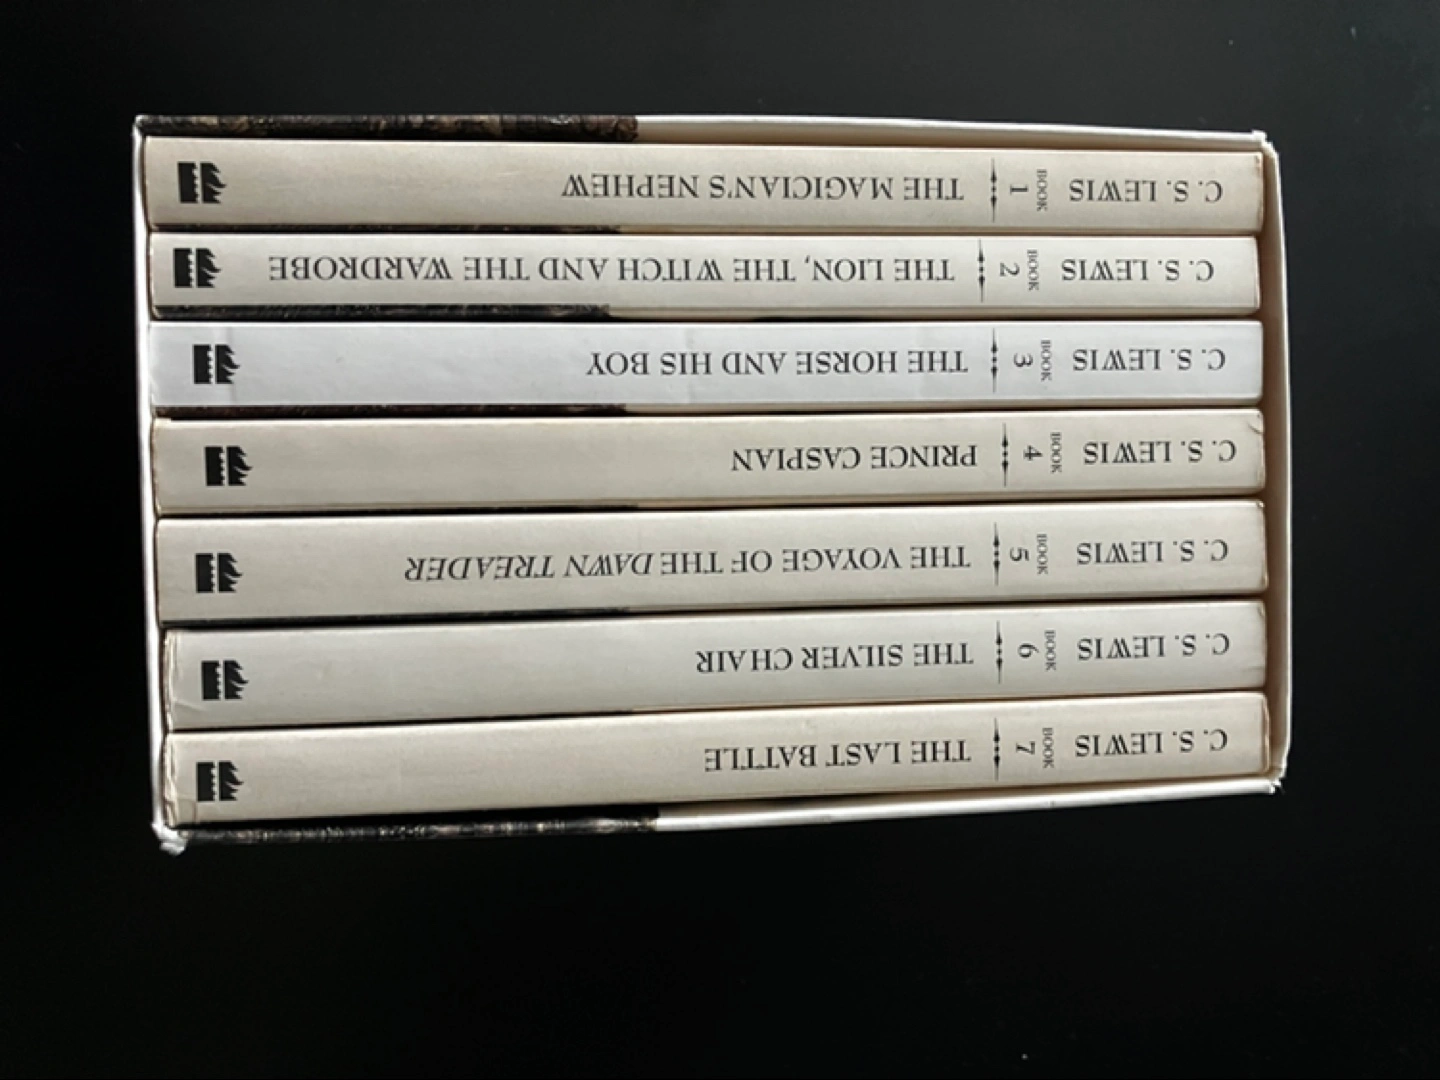 C. S. LEWIS BOOK 1 THE MAGICIAN'S NEPHEW
C. S. LEWIS BOOK 2 THE LION, THE WITCH AND THE WARDROBE
C. S. LEWIS BOOK 3 THE HORSE AND HIS BOY
C. S. LEWIS BOOK 4 PRINCE CASPIAN
C. S. LEWIS BOOK 5 THE VOYAGE OF THE DAWN TREADER
C. S. LEWIS BOOK 6 THE SILVER CHAIR
C. S. LEWIS BOOK 7 THE LAST BATTLE